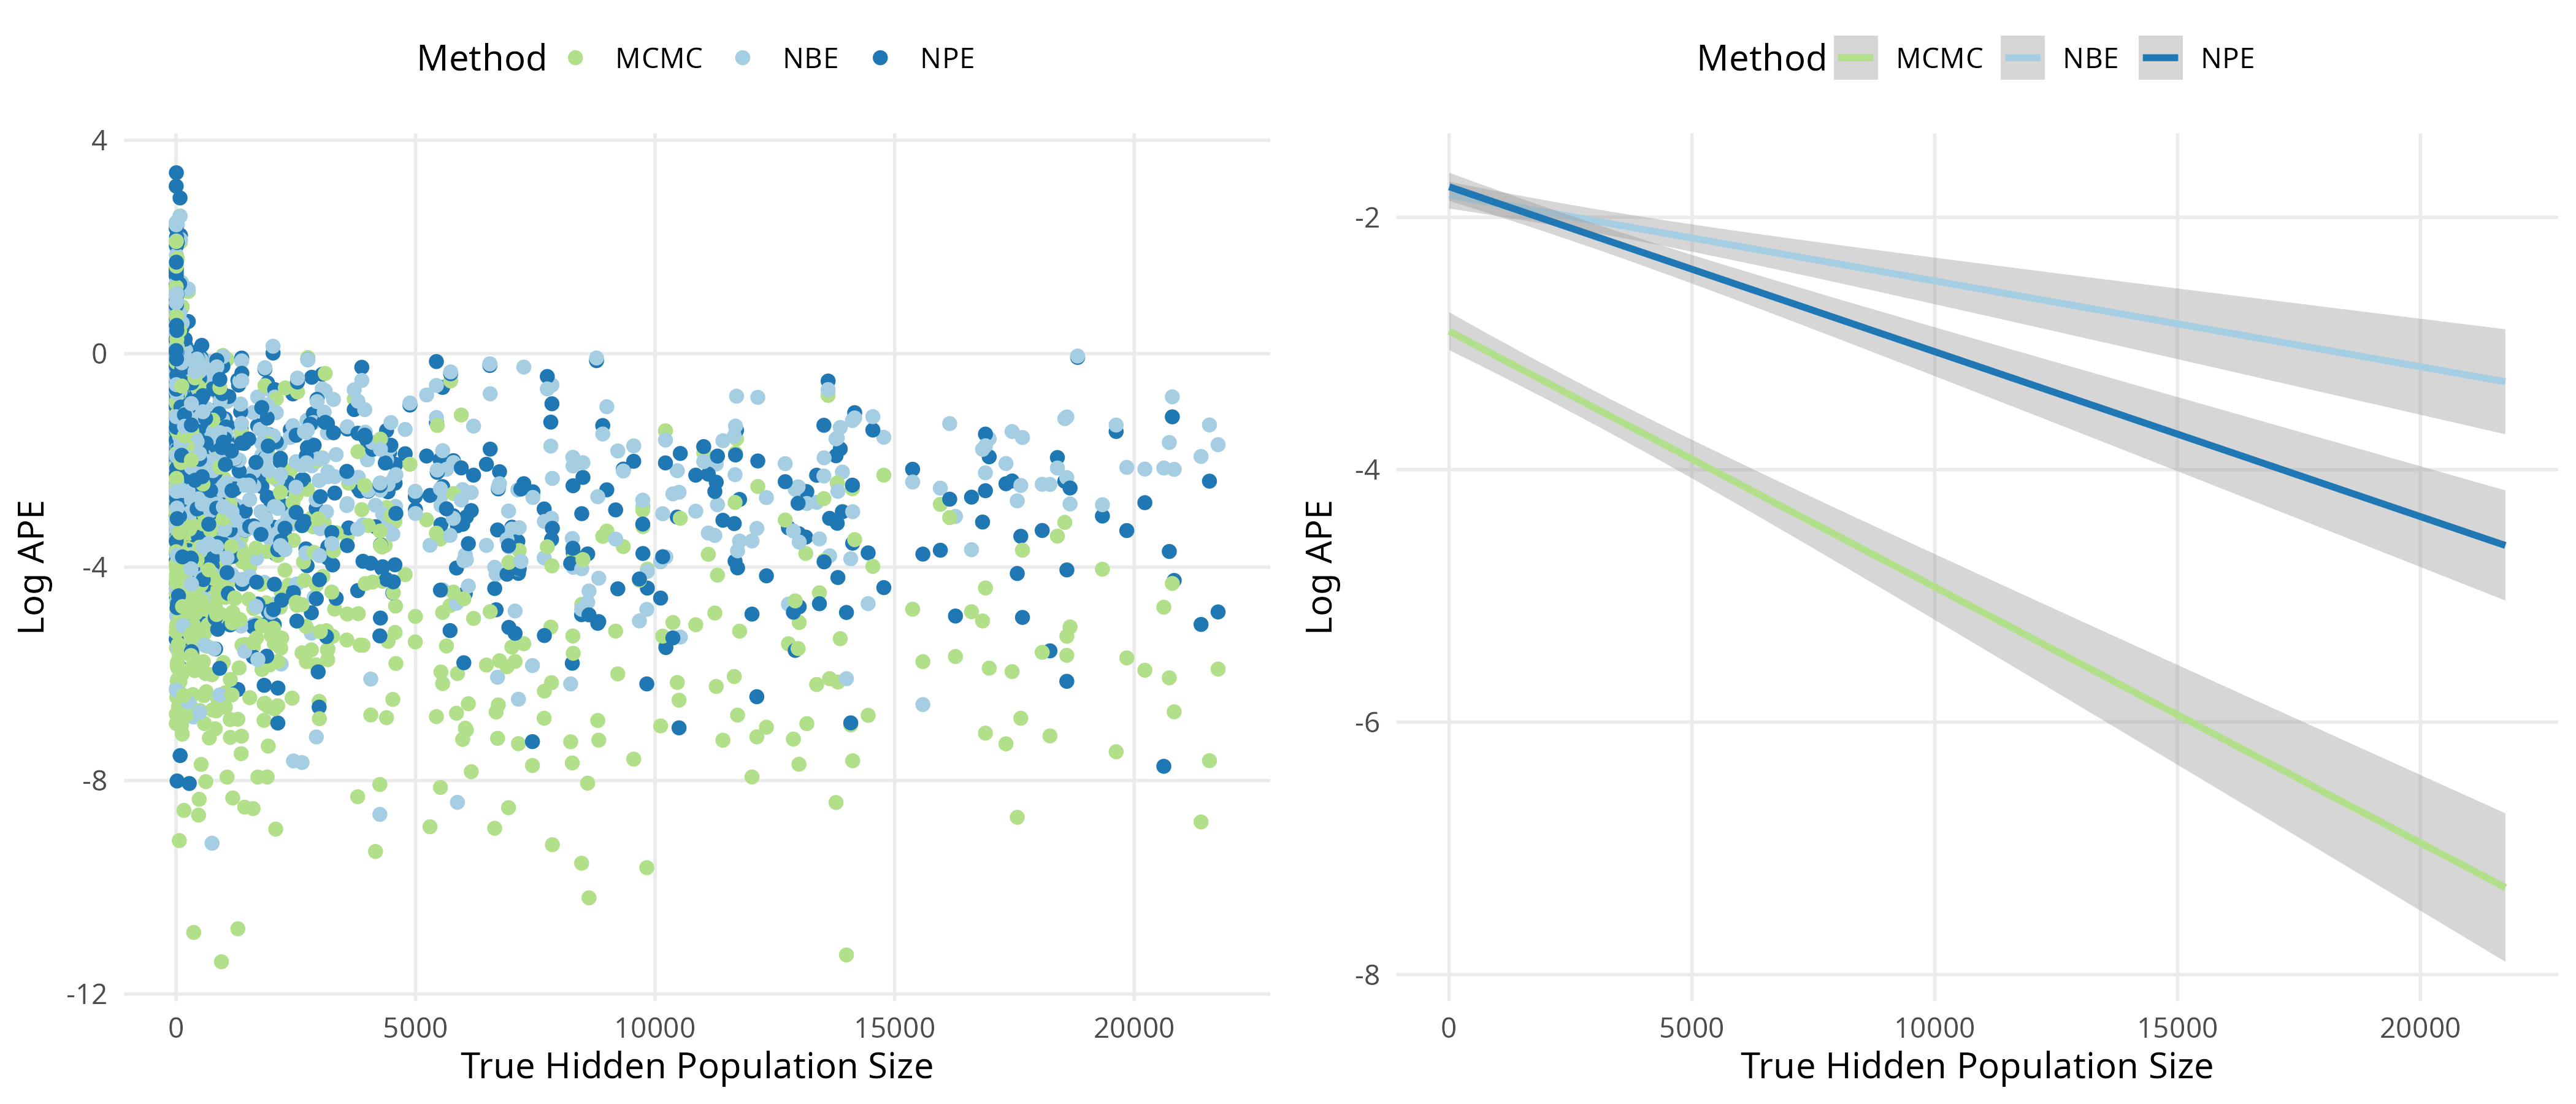 Method MCMC NBE NPE
4
0
-4
-8
-12
Log APE
0 5000 10000 15000 20000
True Hidden Population Size
Method MCMC NBE NPE
-2
-4
-6
-8
Log APE
0 5000 10000 15000 20000
True Hidden Population Size